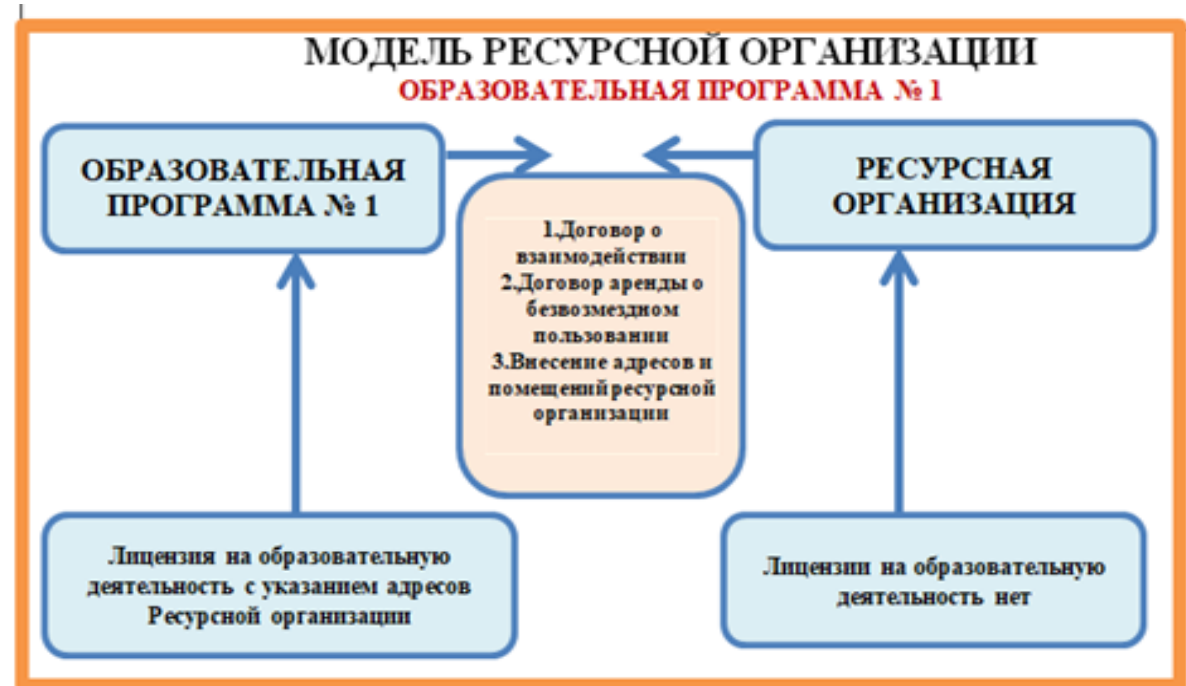 МОДЕЛЬ РЕСУРСНОЙ ОРГАНИЗАЦИИ
ОБРАЗОВАТЕЛЬНАЯ ПРОГРАММА № 1
ОБРАЗОВАТЕЛЬНАЯ
ПРОГРАММА № 1
1.Договор о
взаимодействии
2.Договор аренды о
безвозмездном
пользовании
3.Внесение адресов и
помещений ресурсной
организации
РЕСУРСНАЯ
ОРГАНИЗАЦИЯ
Лицензия на образовательную
деятельность с указанием адресов
Ресурсной организации
Лицензии на образовательную
деятельность нет